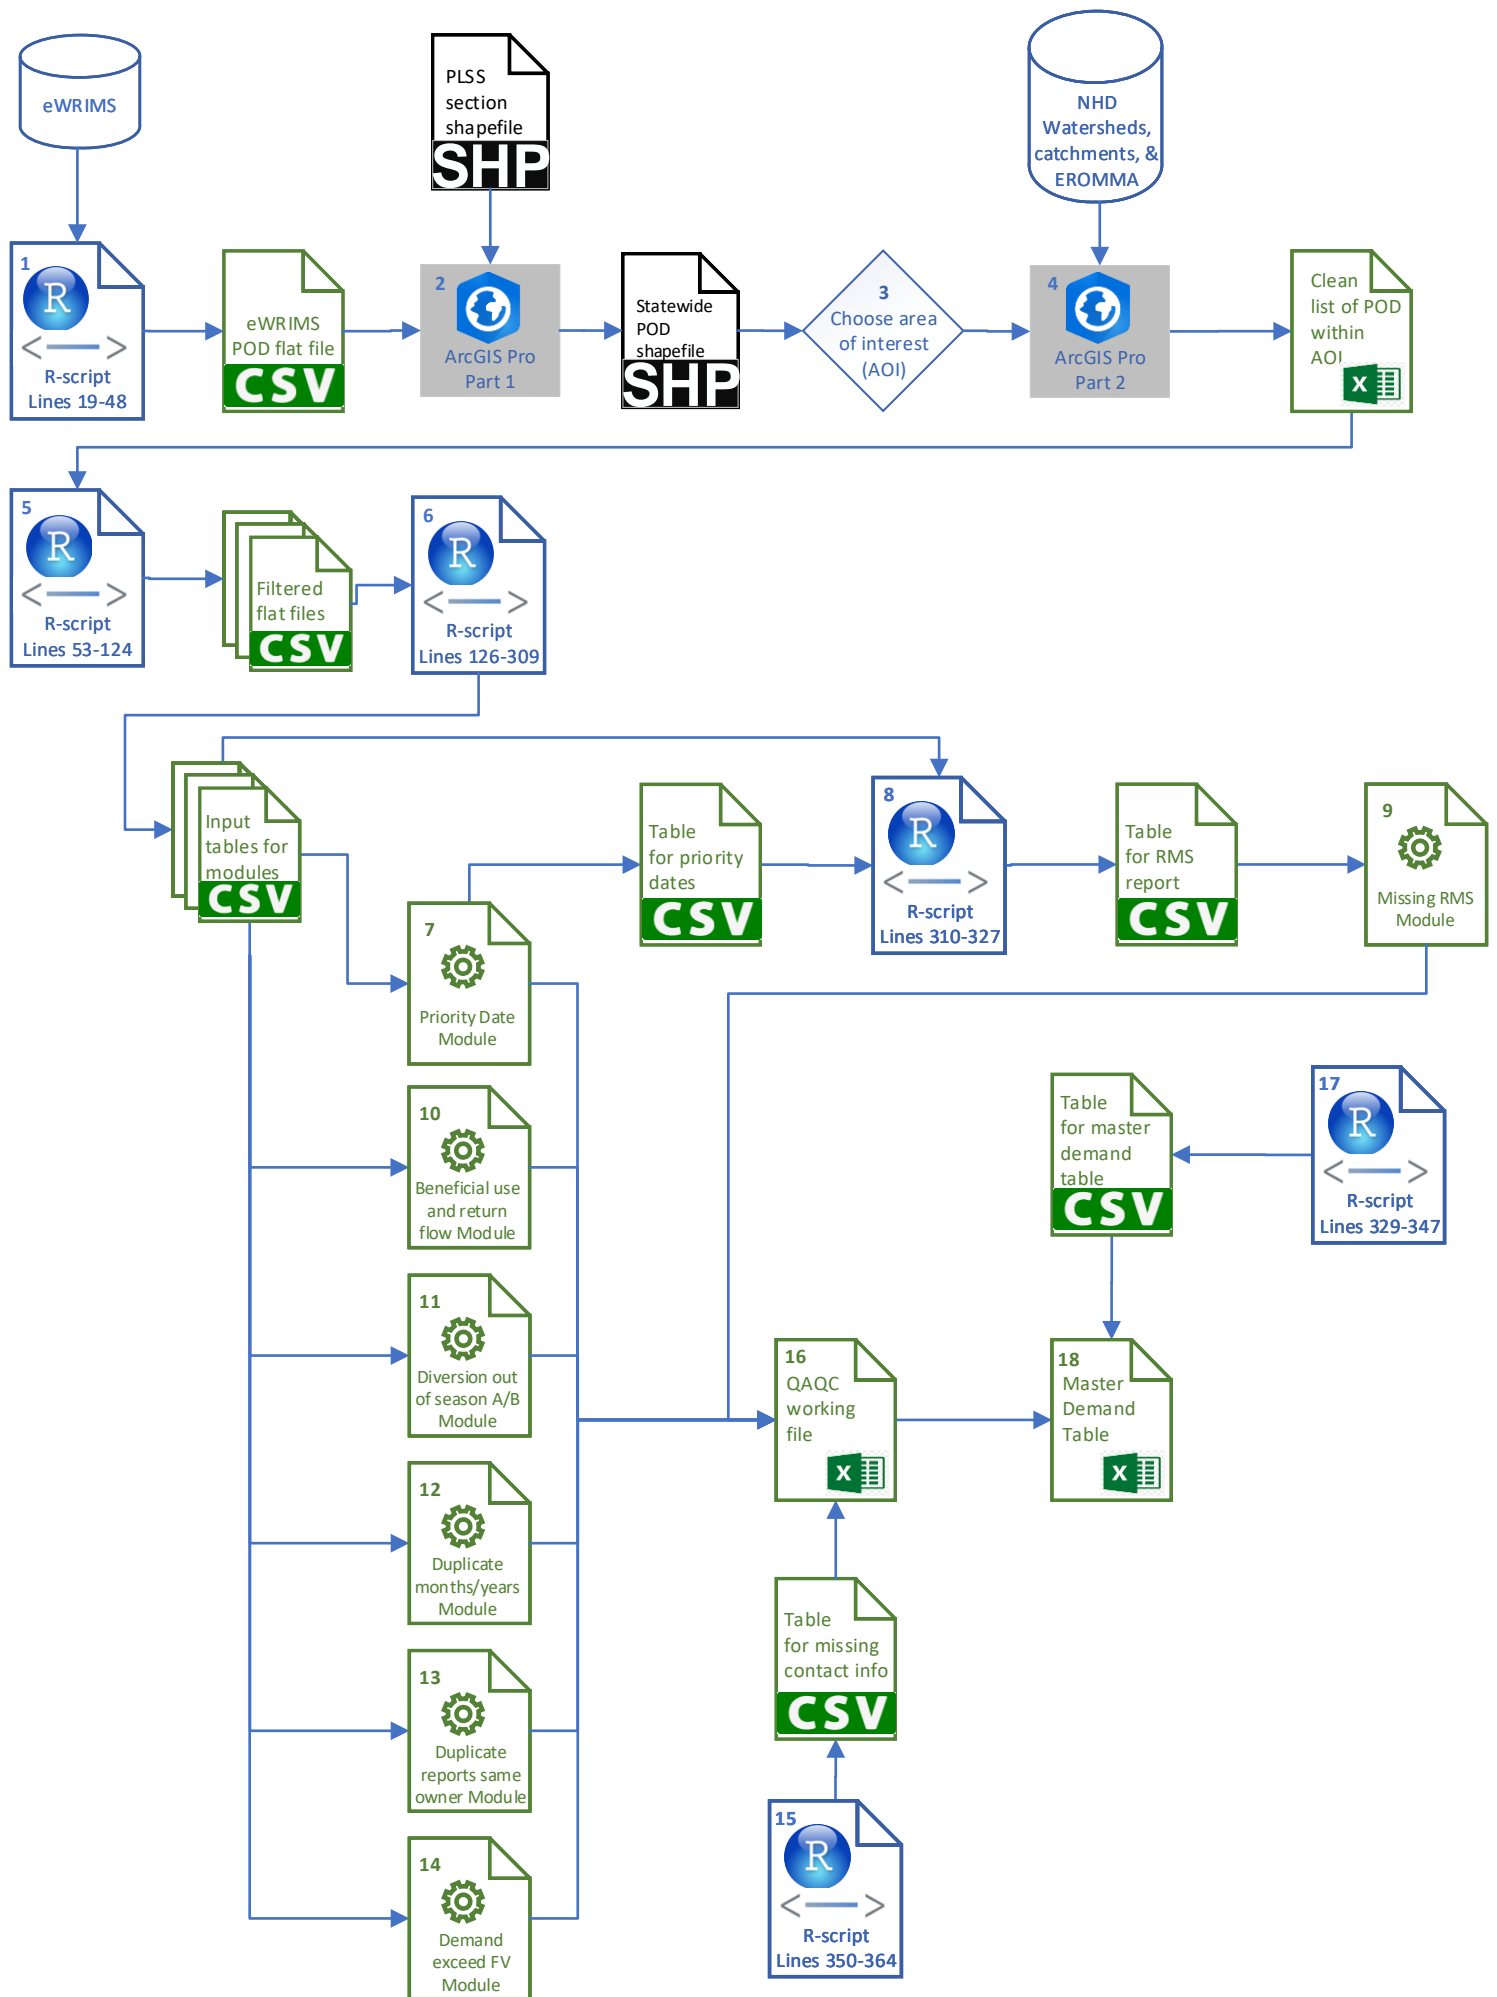 eWRIMS
PLSS
section
shapefile
SHP
NHD
Watersheds,
catchments, &
EROMMA
1
R
< >
R-script
Lines 19-48
eWRIMS
POD flat file
CSV
2
ArcGIS Pro
Part 1
Statewide
POD
shapefile
SHP
3
Choose area
of interest
(AOI)
4
ArcGIS Pro
Part 2
Clean
list of POD
within
AOI
X
5
R
< >
R-script
Lines 53-124
Filtered
flat files
CSV
6
R
< >
R-script
Lines 126-309
Input
tables for
modules
CSV
7
Priority Date
Module
Table
for priority
dates
CSV
8
R
< >
R-script
Lines 310-327
Table
for RMS
report
CSV
9
Missing RMS
Module
10
Beneficial use
and return
flow Module
11
Diversion out
of season A/B
Module
12
Duplicate
months/years
Module
13
Duplicate
reports same
owner Module
14
Demand
exceed FV
Module
15
R
< >
R-script
Lines 350-364
Table
for missing
contact info
CSV
16
QAQC
working
file
X
17
R
< >
R-script
Lines 329-347
Table
for master
demand
table
CSV
18
Master
Demand
Table
X